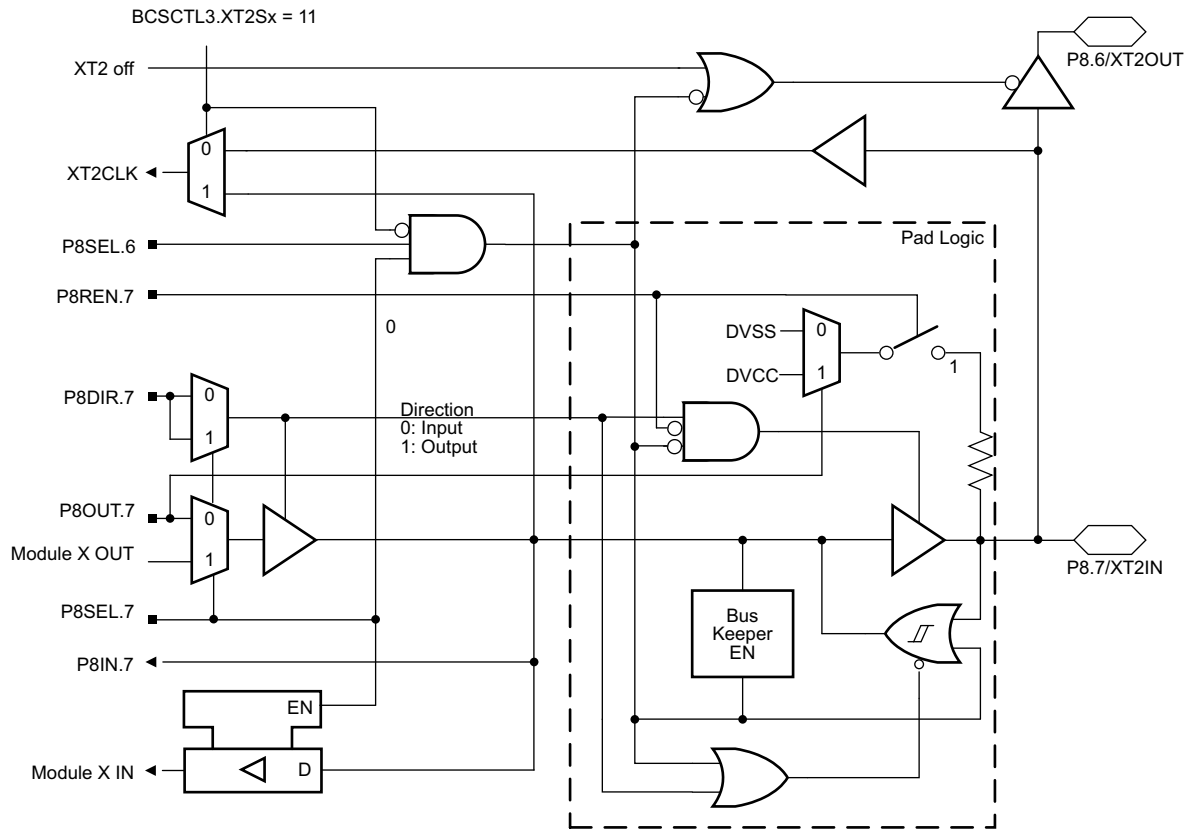 BCSCTL3.XT2Sx = 11
XT2 off
P8.6/XT2OUT
0
XT2CLK
1
P8SEL.6
Pad Logic
P8REN.7
0
DVSS
0
1
DVCC
1
P8DIR.7
0
1
Direction
0: Input
1: Output
P8OUT.7
0
Module X OUT
1
P8.7/XT2IN
P8SEL.7
Bus
Keeper
EN
P8IN.7
EN
Module X IN
D